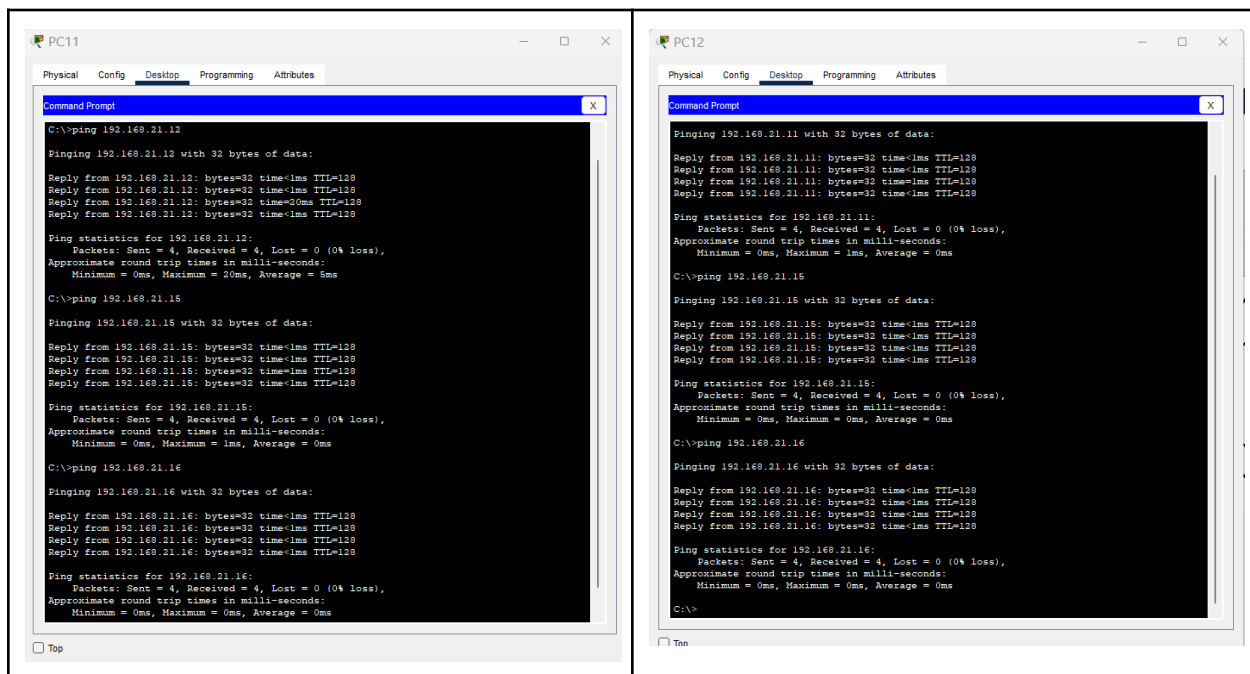 PC11
Physical Config Desktop Programming Attributes
Command Prompt
X
C:\>ping 192.168.21.12
Pinging 192.168.21.12 with 32 bytes of data:
Reply from 192.168.21.12: bytes=32 time<1ms TTL=128
Reply from 192.168.21.12: bytes=32 time<1ms TTL=128
Reply from 192.168.21.12: bytes=32 time=20ms TTL=128
Reply from 192.168.21.12: bytes=32 time<1ms TTL=128
Ping statistics for 192.168.21.12:
Packets: Sent = 4, Received = 4, Lost = 0 (0% loss),
Approximate round trip times in milli-seconds:
Minimum = 0ms, Maximum = 20ms, Average = 5ms
C:\>ping 192.168.21.15
Pinging 192.168.21.15 with 32 bytes of data:
Reply from 192.168.21.15: bytes=32 time<1ms TTL=128
Reply from 192.168.21.15: bytes=32 time<1ms TTL=128
Reply from 192.168.21.15: bytes=32 time=1ms TTL=128
Reply from 192.168.21.15: bytes=32 time<1ms TTL=128
Ping statistics for 192.168.21.15:
Packets: Sent = 4, Received = 4, Lost = 0 (0% loss),
Approximate round trip times in milli-seconds:
Minimum = 0ms, Maximum = 1ms, Average = 0ms
C:\>ping 192.168.21.16
Pinging 192.168.21.16 with 32 bytes of data:
Reply from 192.168.21.16: bytes=32 time<1ms TTL=128
Reply from 192.168.21.16: bytes=32 time<1ms TTL=128
Reply from 192.168.21.16: bytes=32 time<1ms TTL=128
Reply from 192.168.21.16: bytes=32 time<1ms TTL=128
Ping statistics for 192.168.21.16:
Packets: Sent = 4, Received = 4, Lost = 0 (0% loss),
Approximate round trip times in milli-seconds:
Minimum = 0ms, Maximum = 0ms, Average = 0ms
Top
PC12
Physical Config Desktop Programming Attributes
Command Prompt
X
Pinging 192.168.21.11 with 32 bytes of data:
Reply from 192.168.21.11: bytes=32 time<1ms TTL=128
Reply from 192.168.21.11: bytes=32 time<1ms TTL=128
Reply from 192.168.21.11: bytes=32 time=1ms TTL=128
Reply from 192.168.21.11: bytes=32 time<1ms TTL=128
Ping statistics for 192.168.21.11:
Packets: Sent = 4, Received = 4, Lost = 0 (0% loss),
Approximate round trip times in milli-seconds:
Minimum = 0ms, Maximum = 1ms, Average = 0ms
C:\>ping 192.168.21.15
Pinging 192.168.21.15 with 32 bytes of data:
Reply from 192.168.21.15: bytes=32 time<1ms TTL=128
Reply from 192.168.21.15: bytes=32 time<1ms TTL=128
Reply from 192.168.21.15: bytes=32 time<1ms TTL=128
Reply from 192.168.21.15: bytes=32 time<1ms TTL=128
Ping statistics for 192.168.21.15:
Packets: Sent = 4, Received = 4, Lost = 0 (0% loss),
Approximate round trip times in milli-seconds:
Minimum = 0ms, Maximum = 0ms, Average = 0ms
C:\>ping 192.168.21.16
Pinging 192.168.21.16 with 32 bytes of data:
Reply from 192.168.21.16: bytes=32 time<1ms TTL=128
Reply from 192.168.21.16: bytes=32 time<1ms TTL=128
Reply from 192.168.21.16: bytes=32 time<1ms TTL=128
Reply from 192.168.21.16: bytes=32 time<1ms TTL=128
Ping statistics for 192.168.21.16:
Packets: Sent = 4, Received = 4, Lost = 0 (0% loss),
Approximate round trip times in milli-seconds:
Minimum = 0ms, Maximum = 0ms, Average = 0ms
C:\>
Top